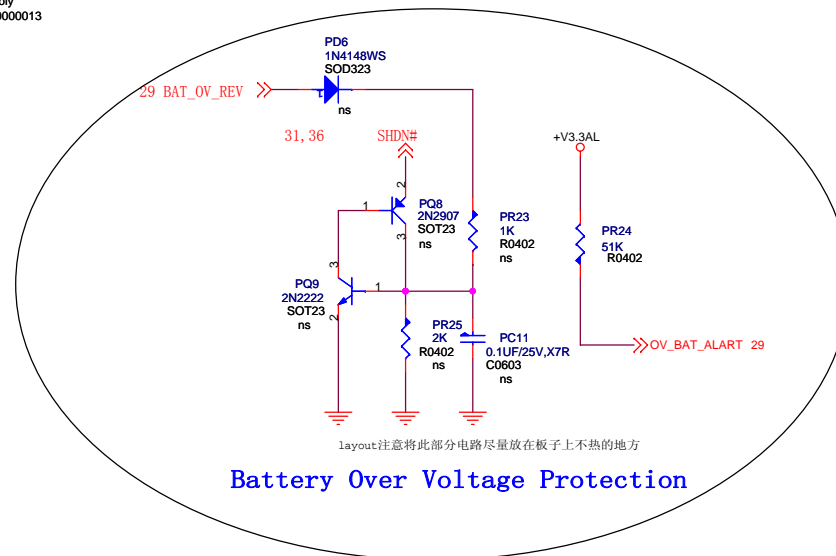 0000013
PD6
1N4148WS
SOD323
29 BAT_OV_REV
1
ns
31,36
SHDN#
+V3.3AL
2
1
PQ8
2N2907
SOT23
ns
3
PR23
1K
R0402
ns
PR24
51K
R0402
3
PQ9
2N2222
SOT23
ns
1
2
PR25
2K
R0402
ns
PC11
0.1UF/25V,X7R
C0603
ns
OV_BAT_ALART 29
layout注意将此部分电路尽量放在板子上不热的地方
Battery Over Voltage Protection